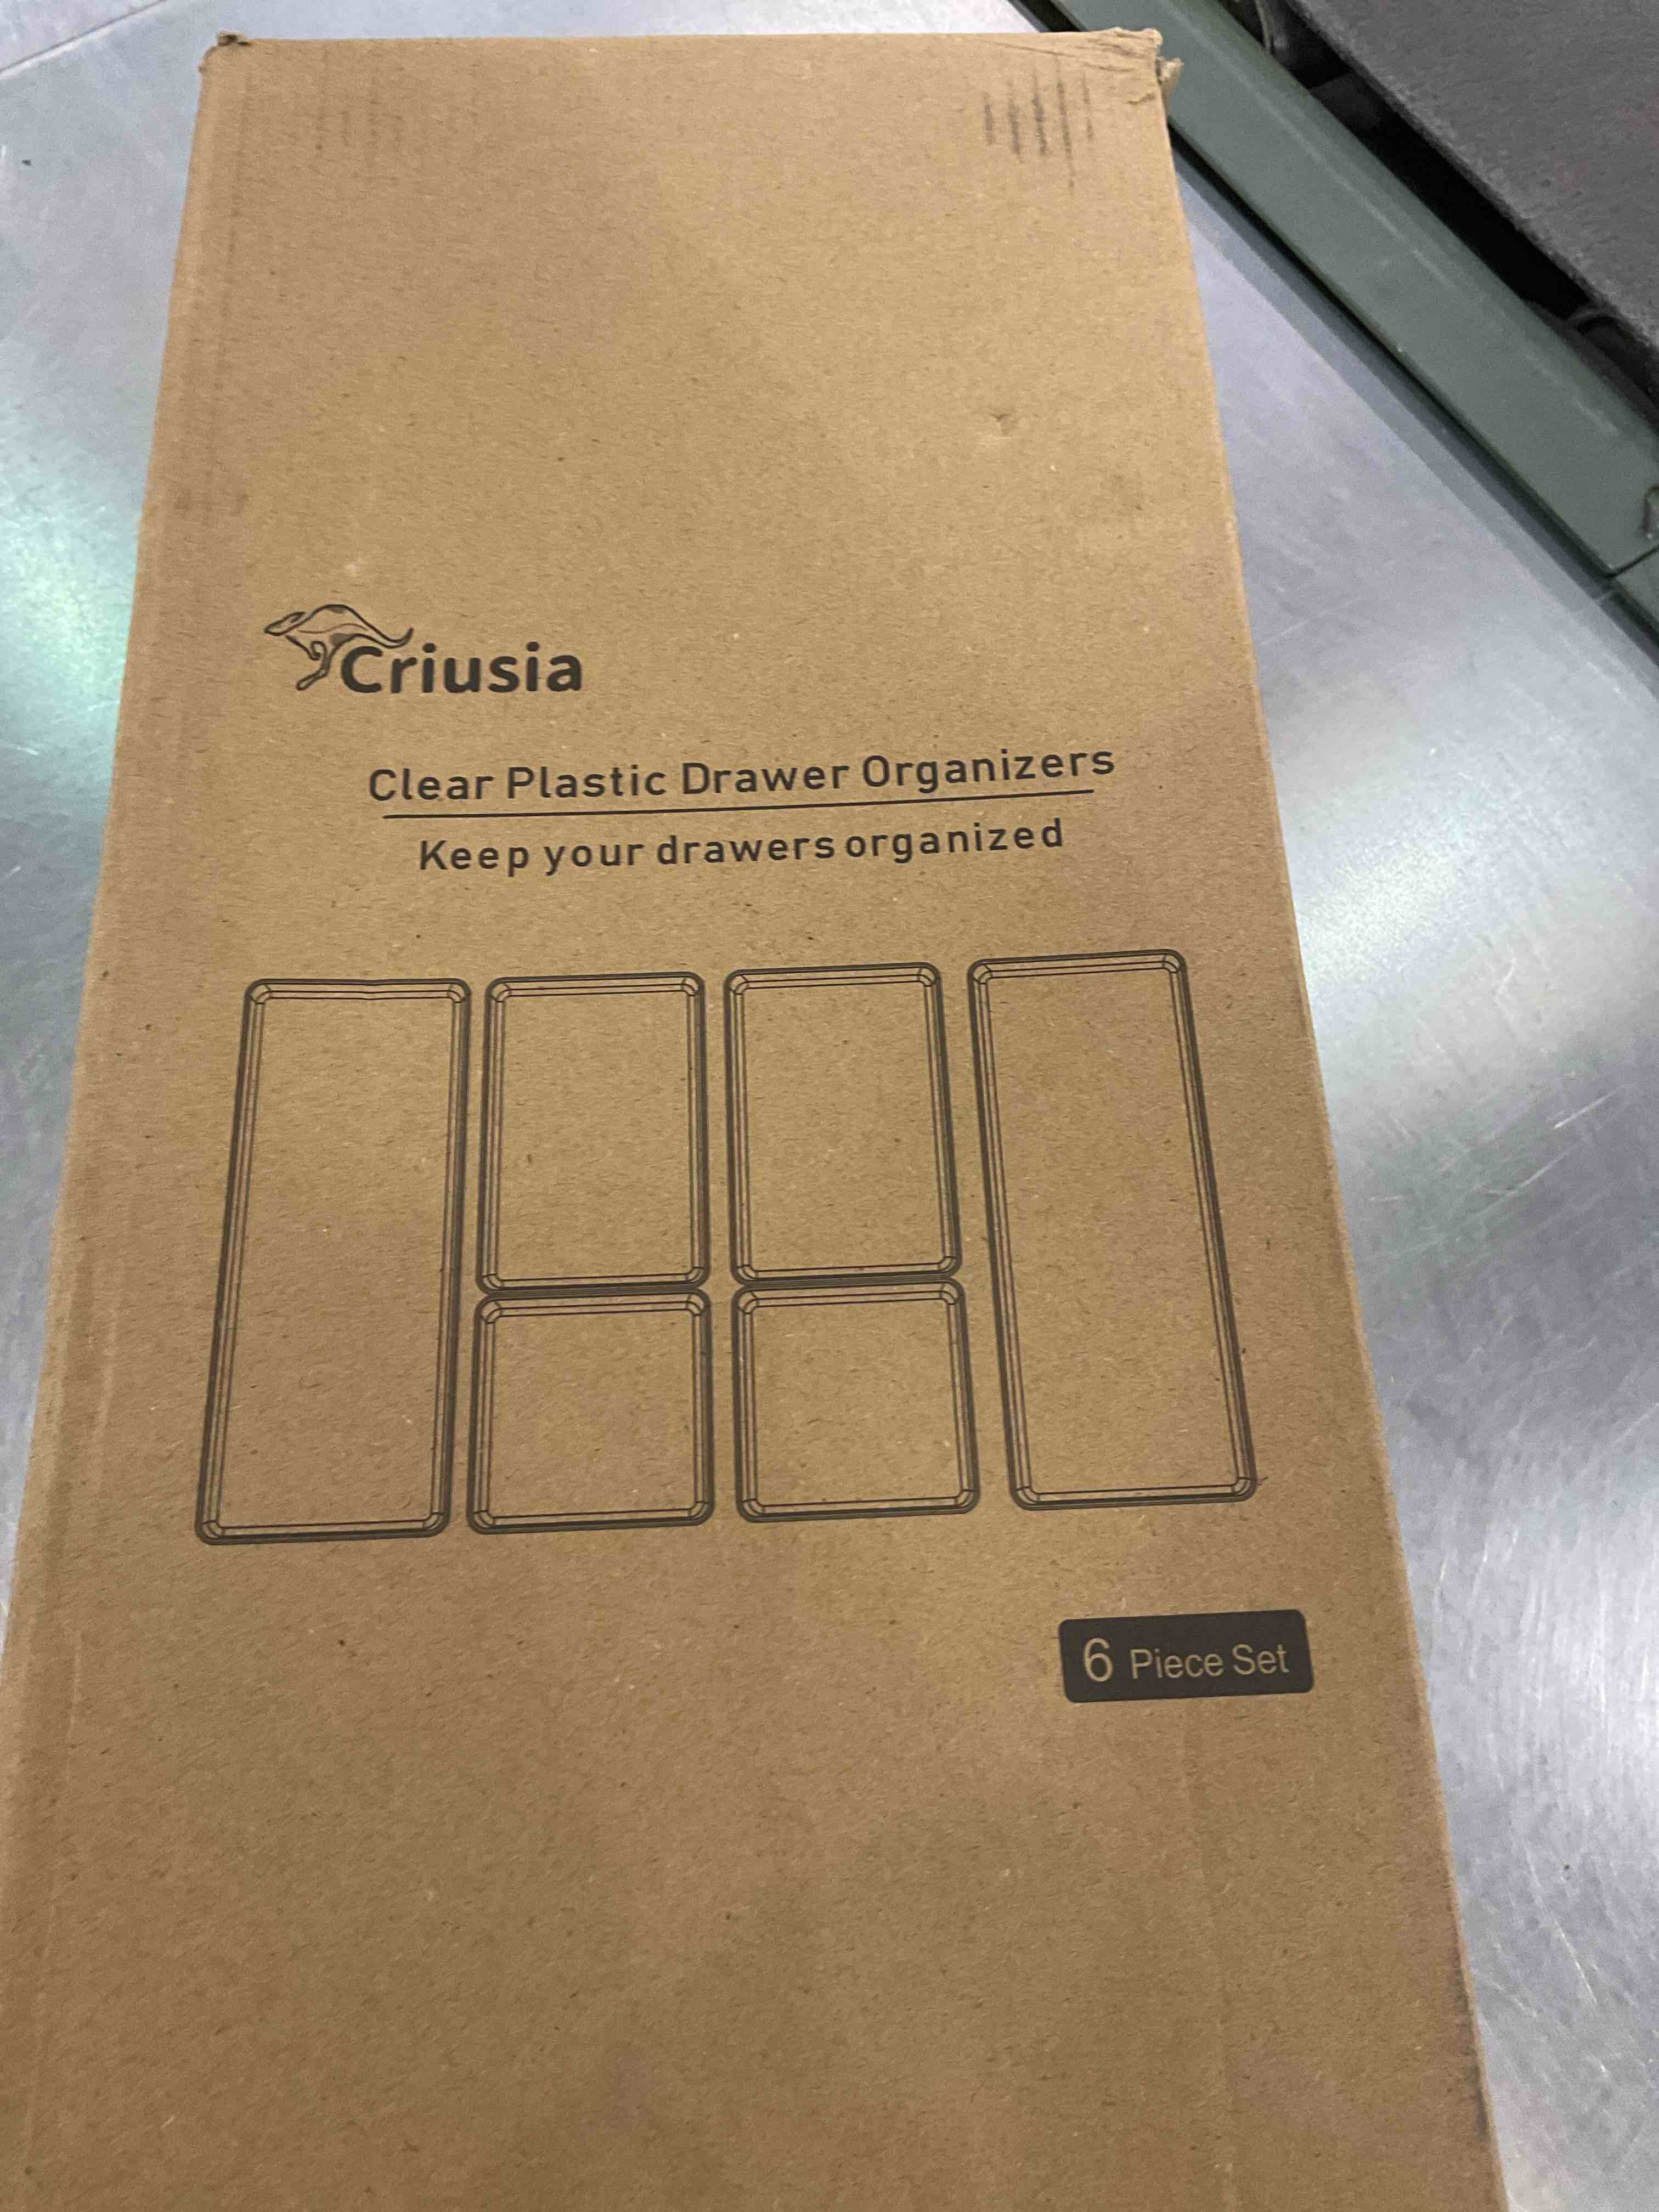 Criusia
Clear Plastic Drawer Organizers
Keep your drawers organized
6 Piece Set